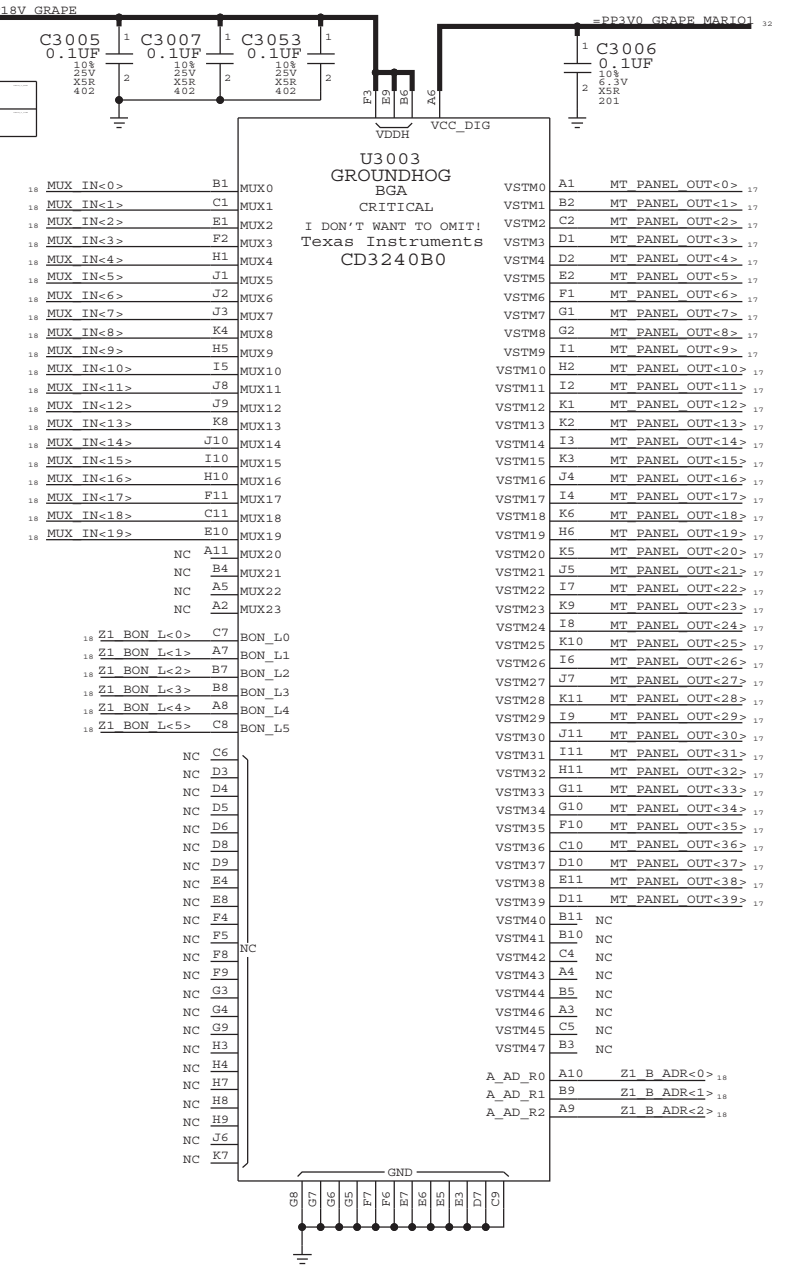 18V GRAPE
=PP3V0 GRAPE MARIO1 32
C3005 0.1UF 10% 25V X5R 402 1 2
C3007 0.1UF 10% 25V X5R 402 1 2
C3053 0.1UF 10% 25V X5R 402 1 2
C3006 0.1UF 10% 6.3V X5R 201 1 2
F3 E9 B6 A6
VDDH VCC_DIG
U3003
GROUNDHOG
BGA
CRITICAL
I DON'T WANT TO OMIT!
Texas Instruments
CD3240B0
18 MUX IN<0> B1 MUX0
18 MUX IN<1> C1 MUX1
18 MUX IN<2> E1 MUX2
18 MUX IN<3> F2 MUX3
18 MUX IN<4> H1 MUX4
18 MUX IN<5> J1 MUX5
18 MUX IN<6> J2 MUX6
18 MUX IN<7> J3 MUX7
18 MUX IN<8> K4 MUX8
18 MUX IN<9> H5 MUX9
18 MUX IN<10> I5 MUX10
18 MUX IN<11> J8 MUX11
18 MUX IN<12> J9 MUX12
18 MUX IN<13> K8 MUX13
18 MUX IN<14> J10 MUX14
18 MUX IN<15> I10 MUX15
18 MUX IN<16> H10 MUX16
18 MUX IN<17> F11 MUX17
18 MUX IN<18> C11 MUX18
18 MUX IN<19> E10 MUX19
NC A11 MUX20
NC B4 MUX21
NC A5 MUX22
NC A2 MUX23
18 Z1 BON L<0> C7 BON_L0
18 Z1 BON L<1> A7 BON_L1
18 Z1 BON L<2> B7 BON_L2
18 Z1 BON L<3> B8 BON_L3
18 Z1 BON L<4> A8 BON_L4
18 Z1 BON L<5> C8 BON_L5
NC C6
NC D3
NC D4
NC D5
NC D6
NC D8
NC D9
NC E4
NC E8
NC F4
NC F5
NC
NC F8
NC F9
NC G3
NC G4
NC G9
NC H3
NC H4
NC H7
NC H8
NC H9
NC J6
NC K7
VSTM0 A1 MT PANEL OUT<0> 17
VSTM1 B2 MT PANEL OUT<1> 17
VSTM2 C2 MT PANEL OUT<2> 17
VSTM3 D1 MT PANEL OUT<3> 17
VSTM4 D2 MT PANEL OUT<4> 17
VSTM5 E2 MT PANEL OUT<5> 17
VSTM6 F1 MT PANEL OUT<6> 17
VSTM7 G1 MT PANEL OUT<7> 17
VSTM8 G2 MT PANEL OUT<8> 17
VSTM9 I1 MT PANEL OUT<9> 17
VSTM10 H2 MT PANEL OUT<10> 17
VSTM11 I2 MT PANEL OUT<11> 17
VSTM12 K1 MT PANEL OUT<12> 17
VSTM13 K2 MT PANEL OUT<13> 17
VSTM14 I3 MT PANEL OUT<14> 17
VSTM15 K3 MT PANEL OUT<15> 17
VSTM16 J4 MT PANEL OUT<16> 17
VSTM17 I4 MT PANEL OUT<17> 17
VSTM18 K6 MT PANEL OUT<18> 17
VSTM19 H6 MT PANEL OUT<19> 17
VSTM20 K5 MT PANEL OUT<20> 17
VSTM21 J5 MT PANEL OUT<21> 17
VSTM22 I7 MT PANEL OUT<22> 17
VSTM23 K9 MT PANEL OUT<23> 17
VSTM24 I8 MT PANEL OUT<24> 17
VSTM25 K10 MT PANEL OUT<25> 17
VSTM26 I6 MT PANEL OUT<26> 17
VSTM27 J7 MT PANEL OUT<27> 17
VSTM28 K11 MT PANEL OUT<28> 17
VSTM29 I9 MT PANEL OUT<29> 17
VSTM30 J11 MT PANEL OUT<30> 17
VSTM31 I11 MT PANEL OUT<31> 17
VSTM32 H11 MT PANEL OUT<32> 17
VSTM33 G11 MT PANEL OUT<33> 17
VSTM34 G10 MT PANEL OUT<34> 17
VSTM35 F10 MT PANEL OUT<35> 17
VSTM36 C10 MT PANEL OUT<36> 17
VSTM37 D10 MT PANEL OUT<37> 17
VSTM38 E11 MT PANEL OUT<38> 17
VSTM39 D11 MT PANEL OUT<39> 17
VSTM40 B11 NC
VSTM41 B10 NC
VSTM42 C4 NC
VSTM43 A4 NC
VSTM44 B5 NC
VSTM46 A3 NC
VSTM45 C5 NC
VSTM47 B3 NC
A_AD_R0 A10 Z1 B ADR<0> 18
A_AD_R1 B9 Z1 B ADR<1> 18
A_AD_R2 A9 Z1 B ADR<2> 18
GND
G8 G7 G6 G5 F7 F6 E7 E6 E5 E3 D7 C9